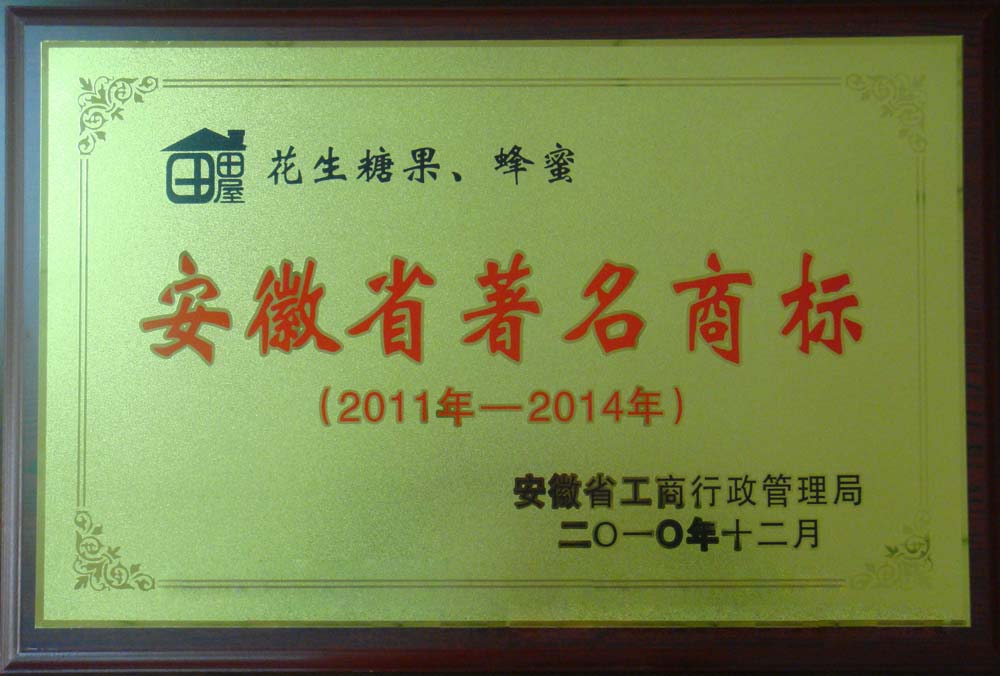 田田屋 花生糖果、蜂蜜
安徽省著名商标
(2011年—2014年)
安徽省工商行政管理局
二〇一〇年十二月